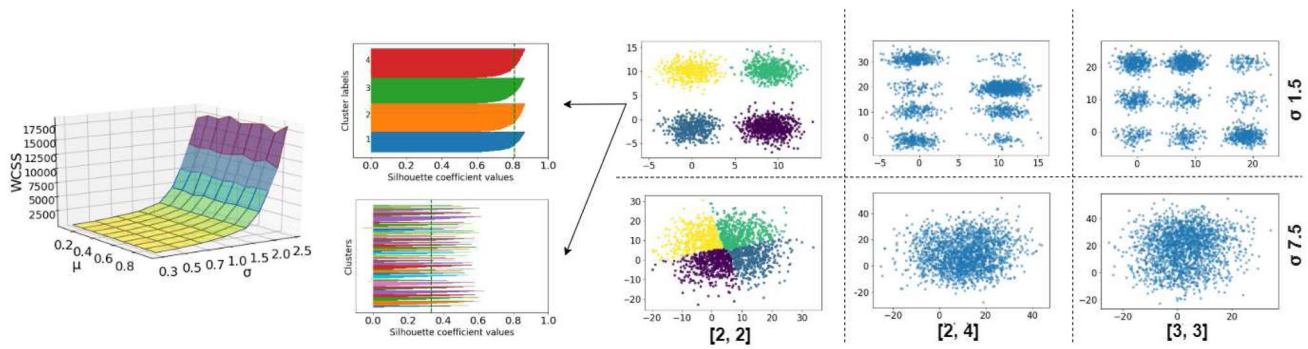 17500
15000
12500
10000
7500
5000
2500
WCSS
0.2
0.4
0.6
0.8
μ
0.3 0.5 0.7 1.0 1.5 2.0 2.5
σ
Cluster labels
4
3
2
1
0.0 0.2 0.4 0.6 0.8 1.0
Silhouette coefficient values
Clusters
0.0 0.2 0.4 0.6 0.8 1.0
Silhouette coefficient values
15
10
5
0
−5
−5 0 5 10
30
20
10
0
−5 0 5 10 15
20
10
0
0 10 20
σ 1.5
30
20
10
0
−10
−20
−20 −10 0 10 20 30
[2, 2]
40
20
0
−20
−20 0 20 40
[2, 4]
40
20
0
−20
−20 0 20
[3, 3]
σ 7.5